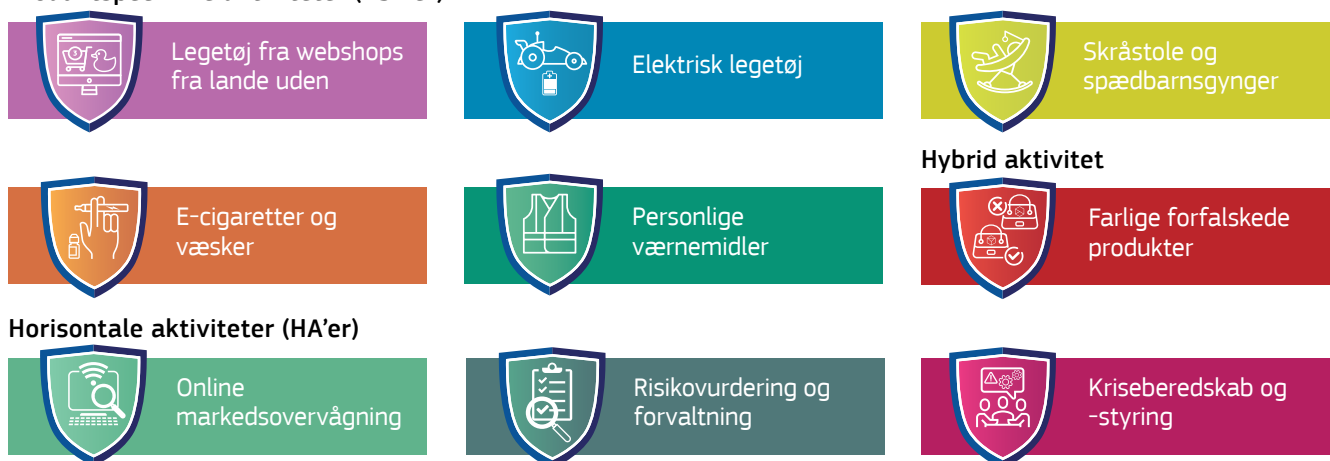 Legetøj fra webshops
fra lande uden
Elektrisk legetøj
Skråstole og
spædbarnsgynger
E-cigaretter og
væsker
Personlige
værnemidler
Hybrid aktivitet
Farlige forfalskede
produkter
Horisontale aktiviteter (HA’er)
Online
markedsovervågning
Risikovurdering og
forvaltning
Kriseberedskab og
-styring